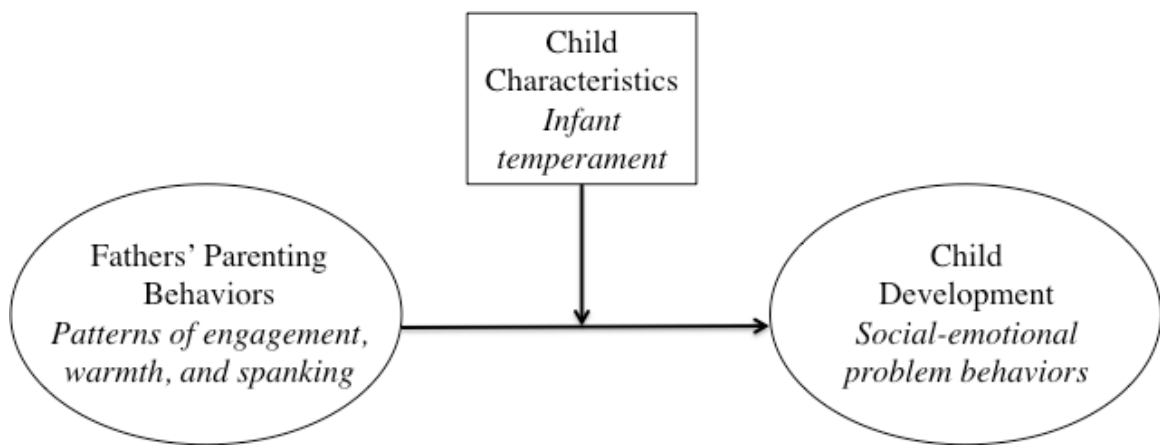 Child
Characteristics
Infant
temperament
Fathers’ Parenting
Behaviors
Patterns of engagement,
warmth, and spanking
Child
Development
Social-emotional
problem behaviors